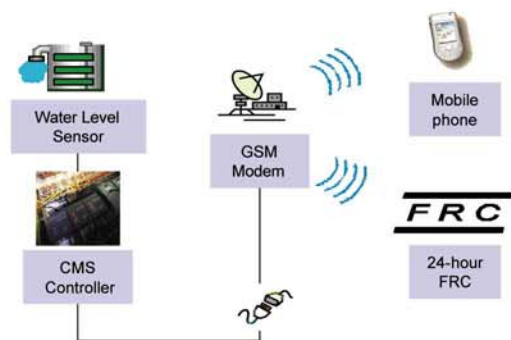 Water Level
Sensor
CMS
Controller
GSM
Modem
Mobile
phone
FRC
24-hour
FRC